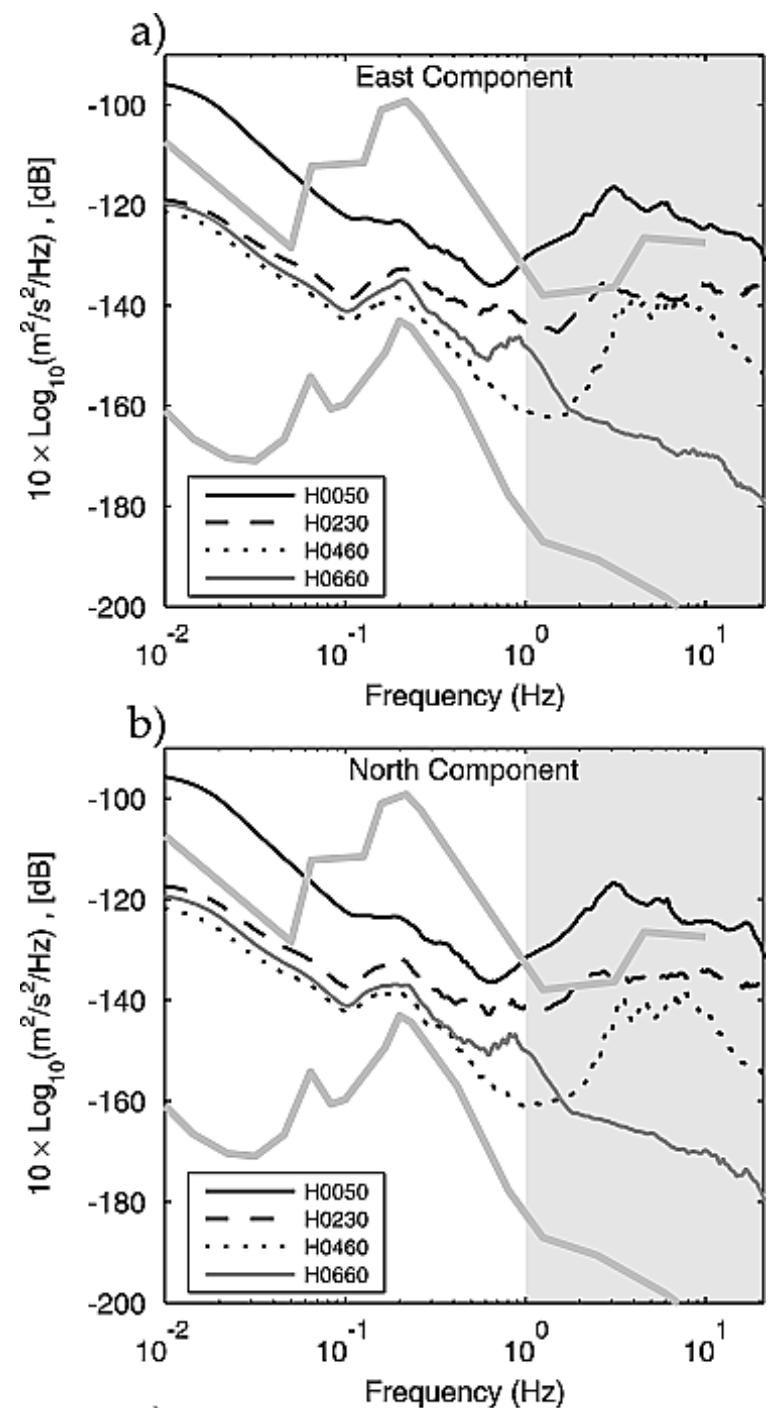 a)
East Component
10 × Log₁₀(m²/s²/Hz) , [dB]
-100
-120
-140
-160
-180
-200
H0050
H0230
H0460
H0660
10⁻² 10⁻¹ 10⁰ 10¹
Frequency (Hz)
b)
North Component
10 × Log₁₀(m²/s²/Hz) , [dB]
-100
-120
-140
-160
-180
-200
H0050
H0230
H0460
H0660
10⁻² 10⁻¹ 10⁰ 10¹
Frequency (Hz)